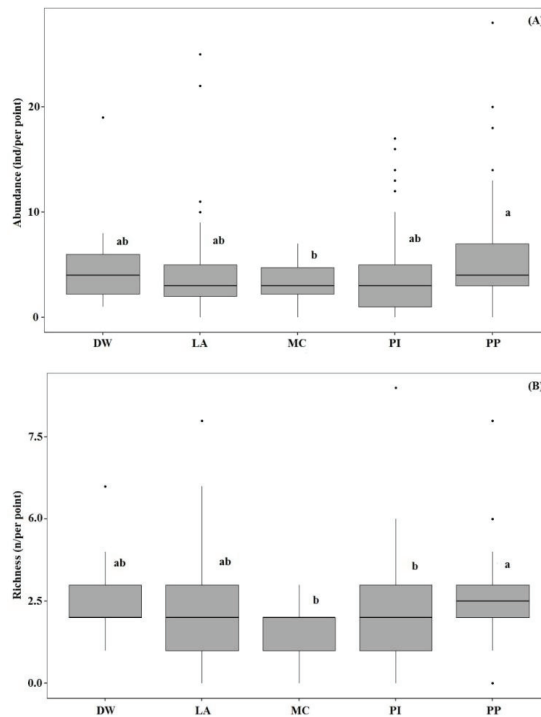 (A)
Abundance (ind/per point)
20
10
0
ab
ab
b
ab
a
DW LA MC PI PP
(B)
Richness (n/per point)
7.5
6.0
2.5
0.0
ab
ab
b
b
a
DW LA MC PI PP